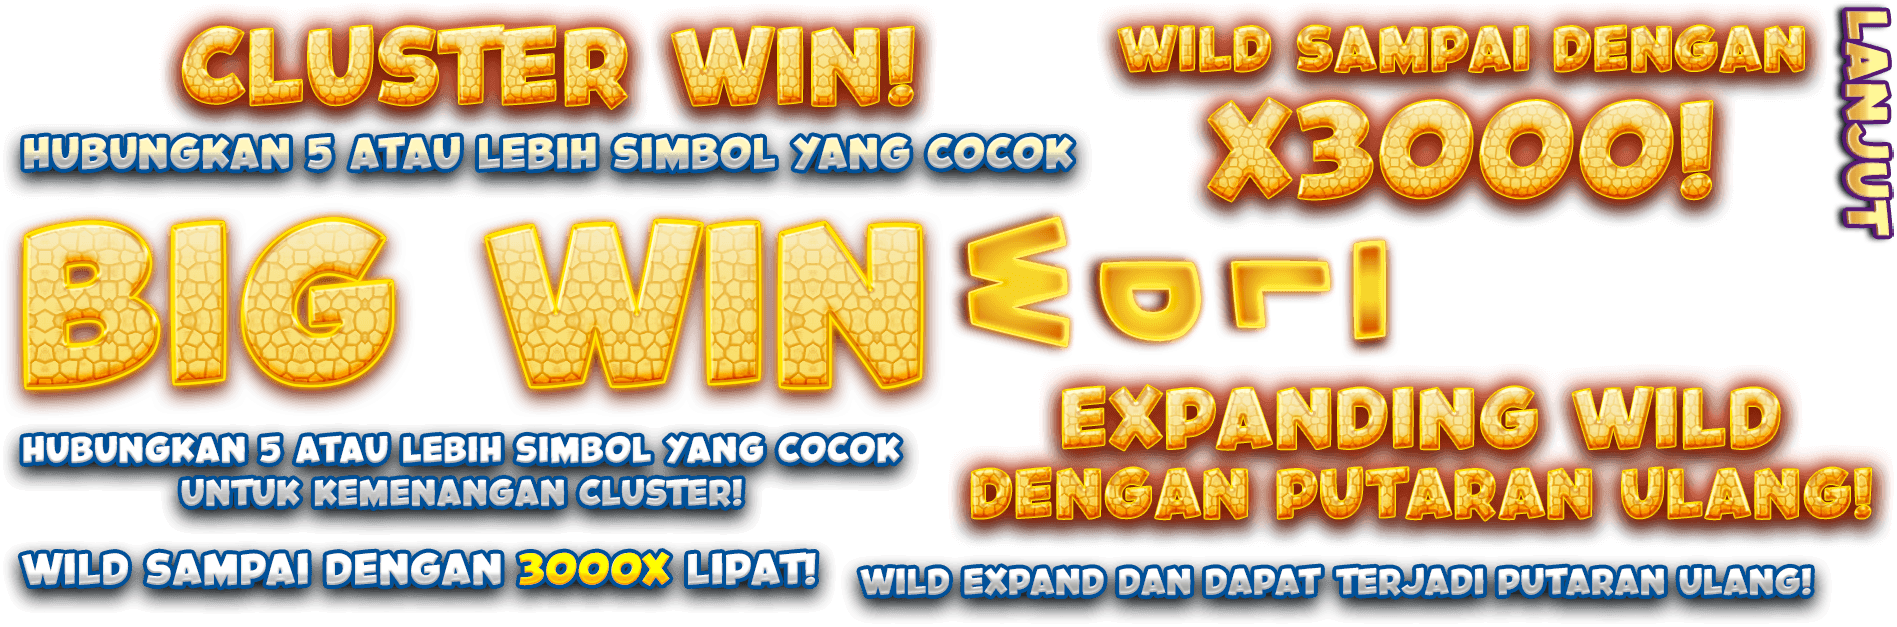 CLUSTER WIN!
HUBUNGKAN 5 ATAU LEBIH SIMBOL YANG COCOK
WILD SAMPAI DENGAN
X3000!
LANJUT
BIG WIN
W D L I
EXPANDING WILD
DENGAN PUTARAN ULANG!
HUBUNGKAN 5 ATAU LEBIH SIMBOL YANG COCOK
UNTUK KEMENANGAN CLUSTER!
WILD SAMPAI DENGAN 3000X LIPAT!
WILD EXPAND DAN DAPAT TERJADI PUTARAN ULANG!